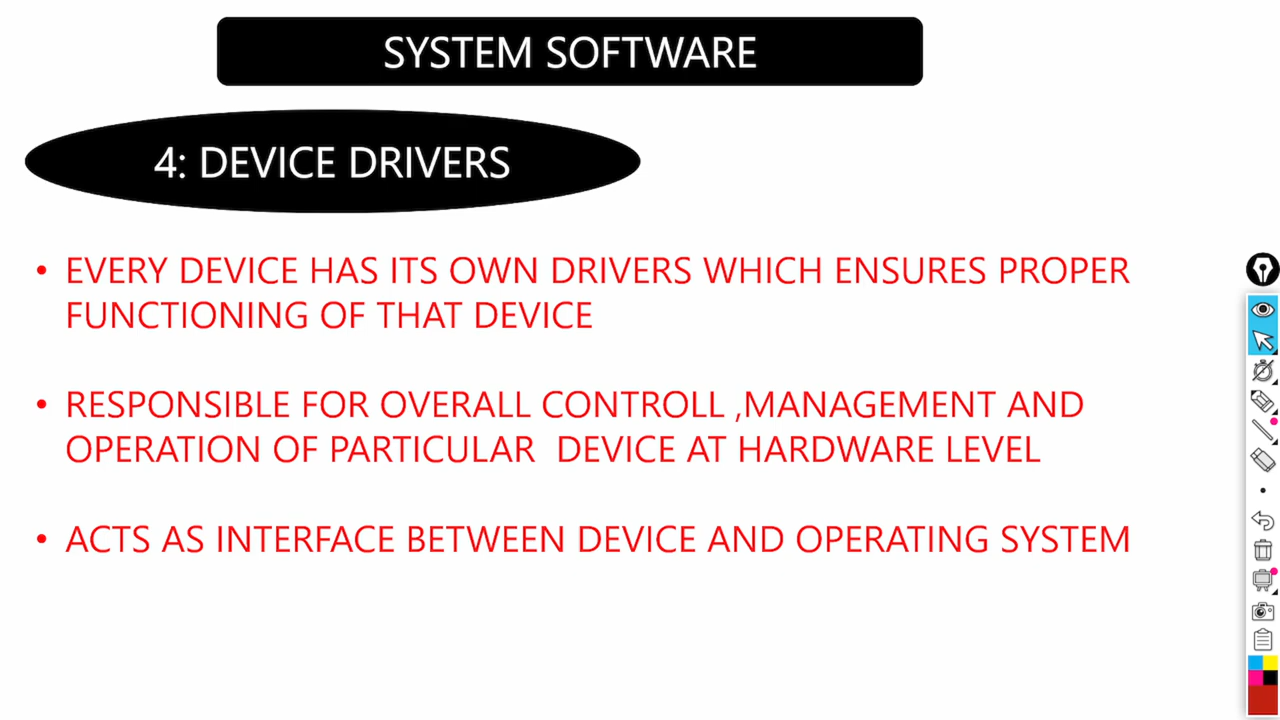 SYSTEM SOFTWARE
4: DEVICE DRIVERS
• EVERY DEVICE HAS ITS OWN DRIVERS WHICH ENSURES PROPER
FUNCTIONING OF THAT DEVICE
• RESPONSIBLE FOR OVERALL CONTROLL ,MANAGEMENT AND
OPERATION OF PARTICULAR  DEVICE AT HARDWARE LEVEL
• ACTS AS INTERFACE BETWEEN DEVICE AND OPERATING SYSTEM